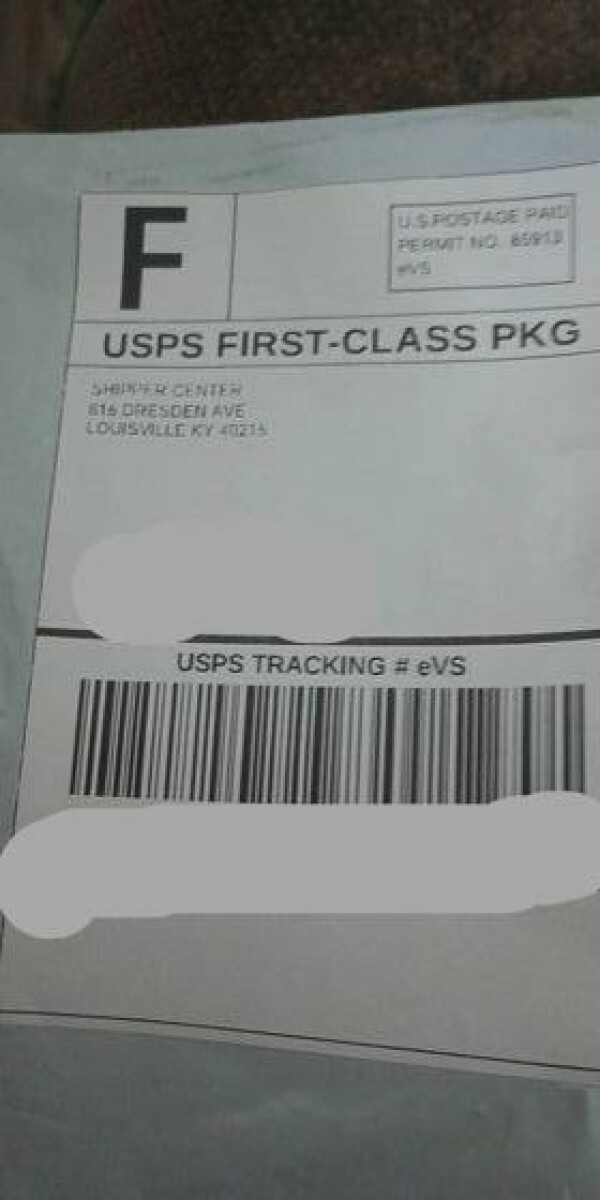 F
U.S.POSTAGE PAID
PERMIT NO.
eVS
USPS FIRST-CLASS PKG
SHIPPER CENTER
816 DRESDEN AVE
LOUISVILLE KY 40215
USPS TRACKING # eVS